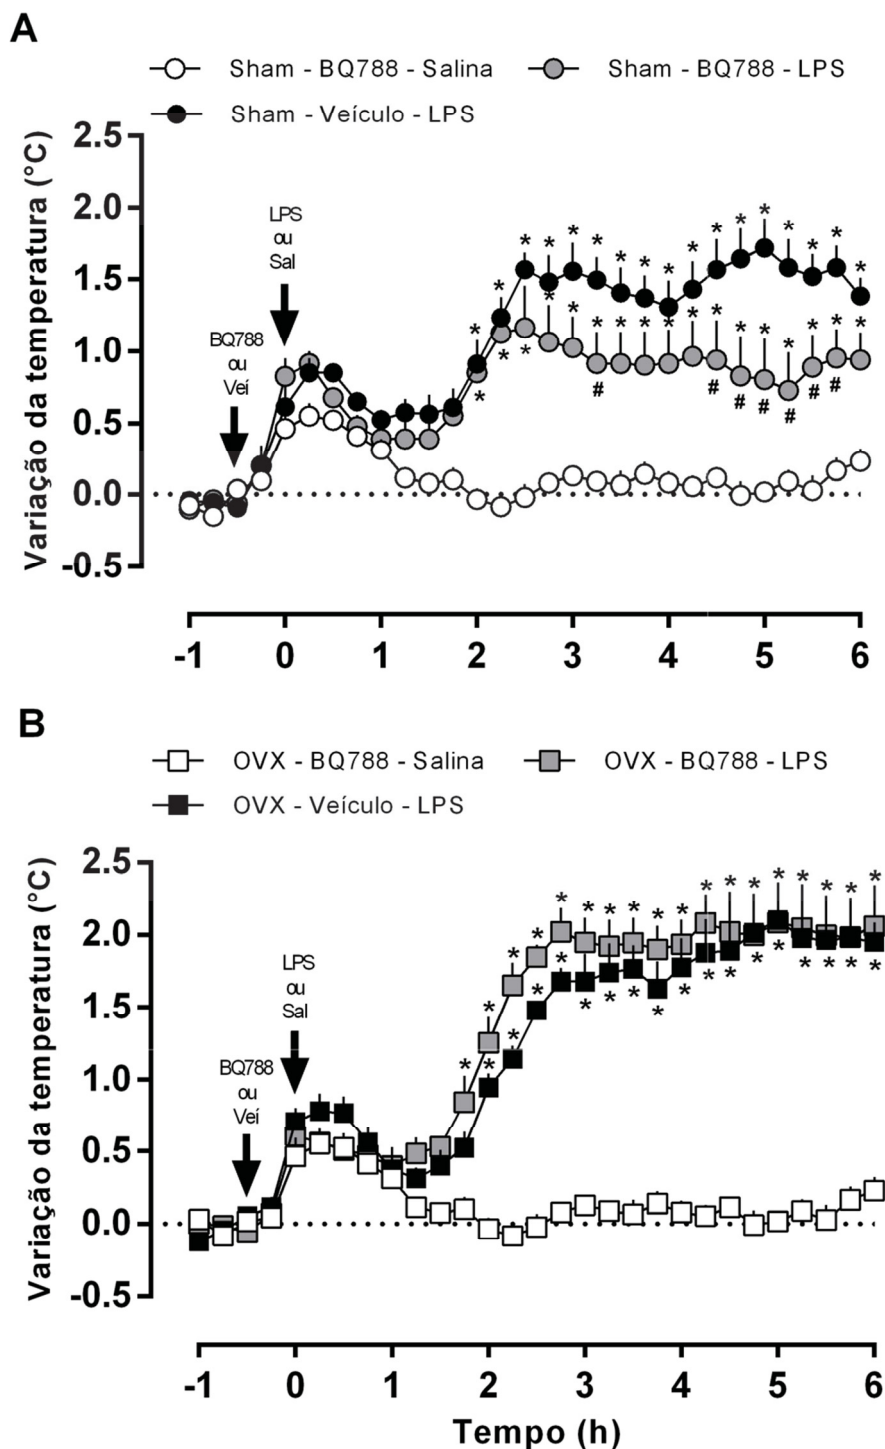 A
Sham - BQ788 - Salina
Sham - BQ788 - LPS
Sham - Veículo - LPS
Variação da temperatura (°C)
2.5
2.0
1.5
1.0
0.5
0.0
-0.5
LPS
ou
Sal
BQ788
ou
Veí
* * * * * * * * * * * * * * * * *
* * * * * * * * * * * * * * * * *
# # # # # #
-1 0 1 2 3 4 5 6
B
OVX - BQ788 - Salina
OVX - BQ788 - LPS
OVX - Veículo - LPS
Variação da temperatura (°C)
2.5
2.0
1.5
1.0
0.5
0.0
-0.5
LPS
ou
Sal
BQ788
ou
Veí
* * * * * * * * * * * * * * * * * *
* * * * * * * * * * * * * * * * *
-1 0 1 2 3 4 5 6
Tempo (h)